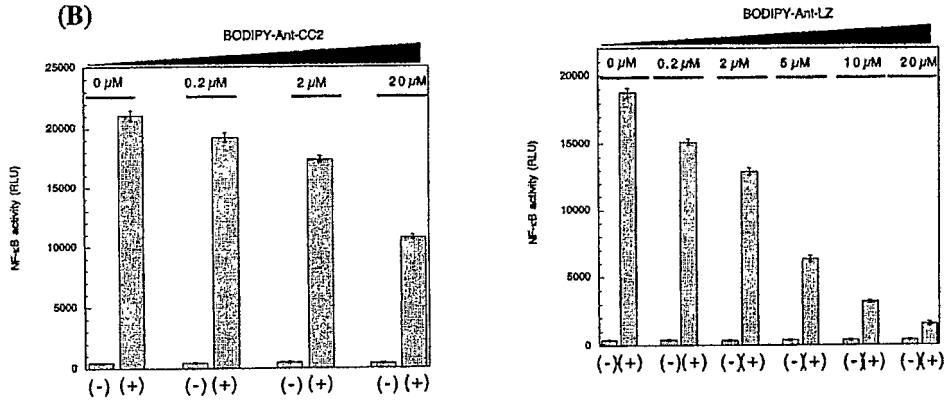 (B)
BODIPY-Ant-CC2
0 µM 0.2 µM 2 µM 20 µM
25000
20000
15000
10000
5000
0
NF-κB activity (RLU)
(-) (+) (-) (+) (-) (+) (-) (+)
BODIPY-Ant-LZ
0 µM 0.2 µM 2 µM 5 µM 10 µM 20 µM
20000
15000
10000
5000
0
NF-κB activity (RLU)
(-)(+) (-)(+) (-)(+) (-)(+) (-)(+) (-)(+)